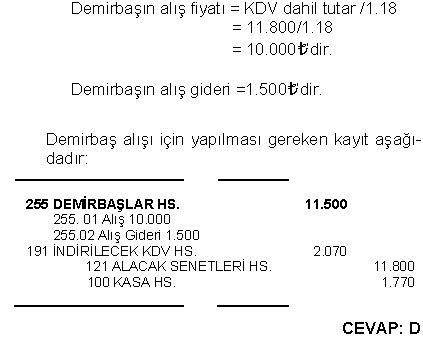 Demirbaşın alış fiyatı = KDV dahil tutar /1.18
= 11.800/1.18
= 10.000₺'dir.
Demirbaşın alış gideri =1.500₺'dir.
Demirbaş alışı için yapılması gereken kayıt aşağı-
dadır:
255 DEMİRBAŞLAR HS. 11.500
255. 01 Alış 10.000
255.02 Alış Gideri 1.500
191 İNDİRİLECEK KDV HS. 2.070
121 ALACAK SENETLERİ HS. 11.800
100 KASA HS. 1.770
CEVAP: D